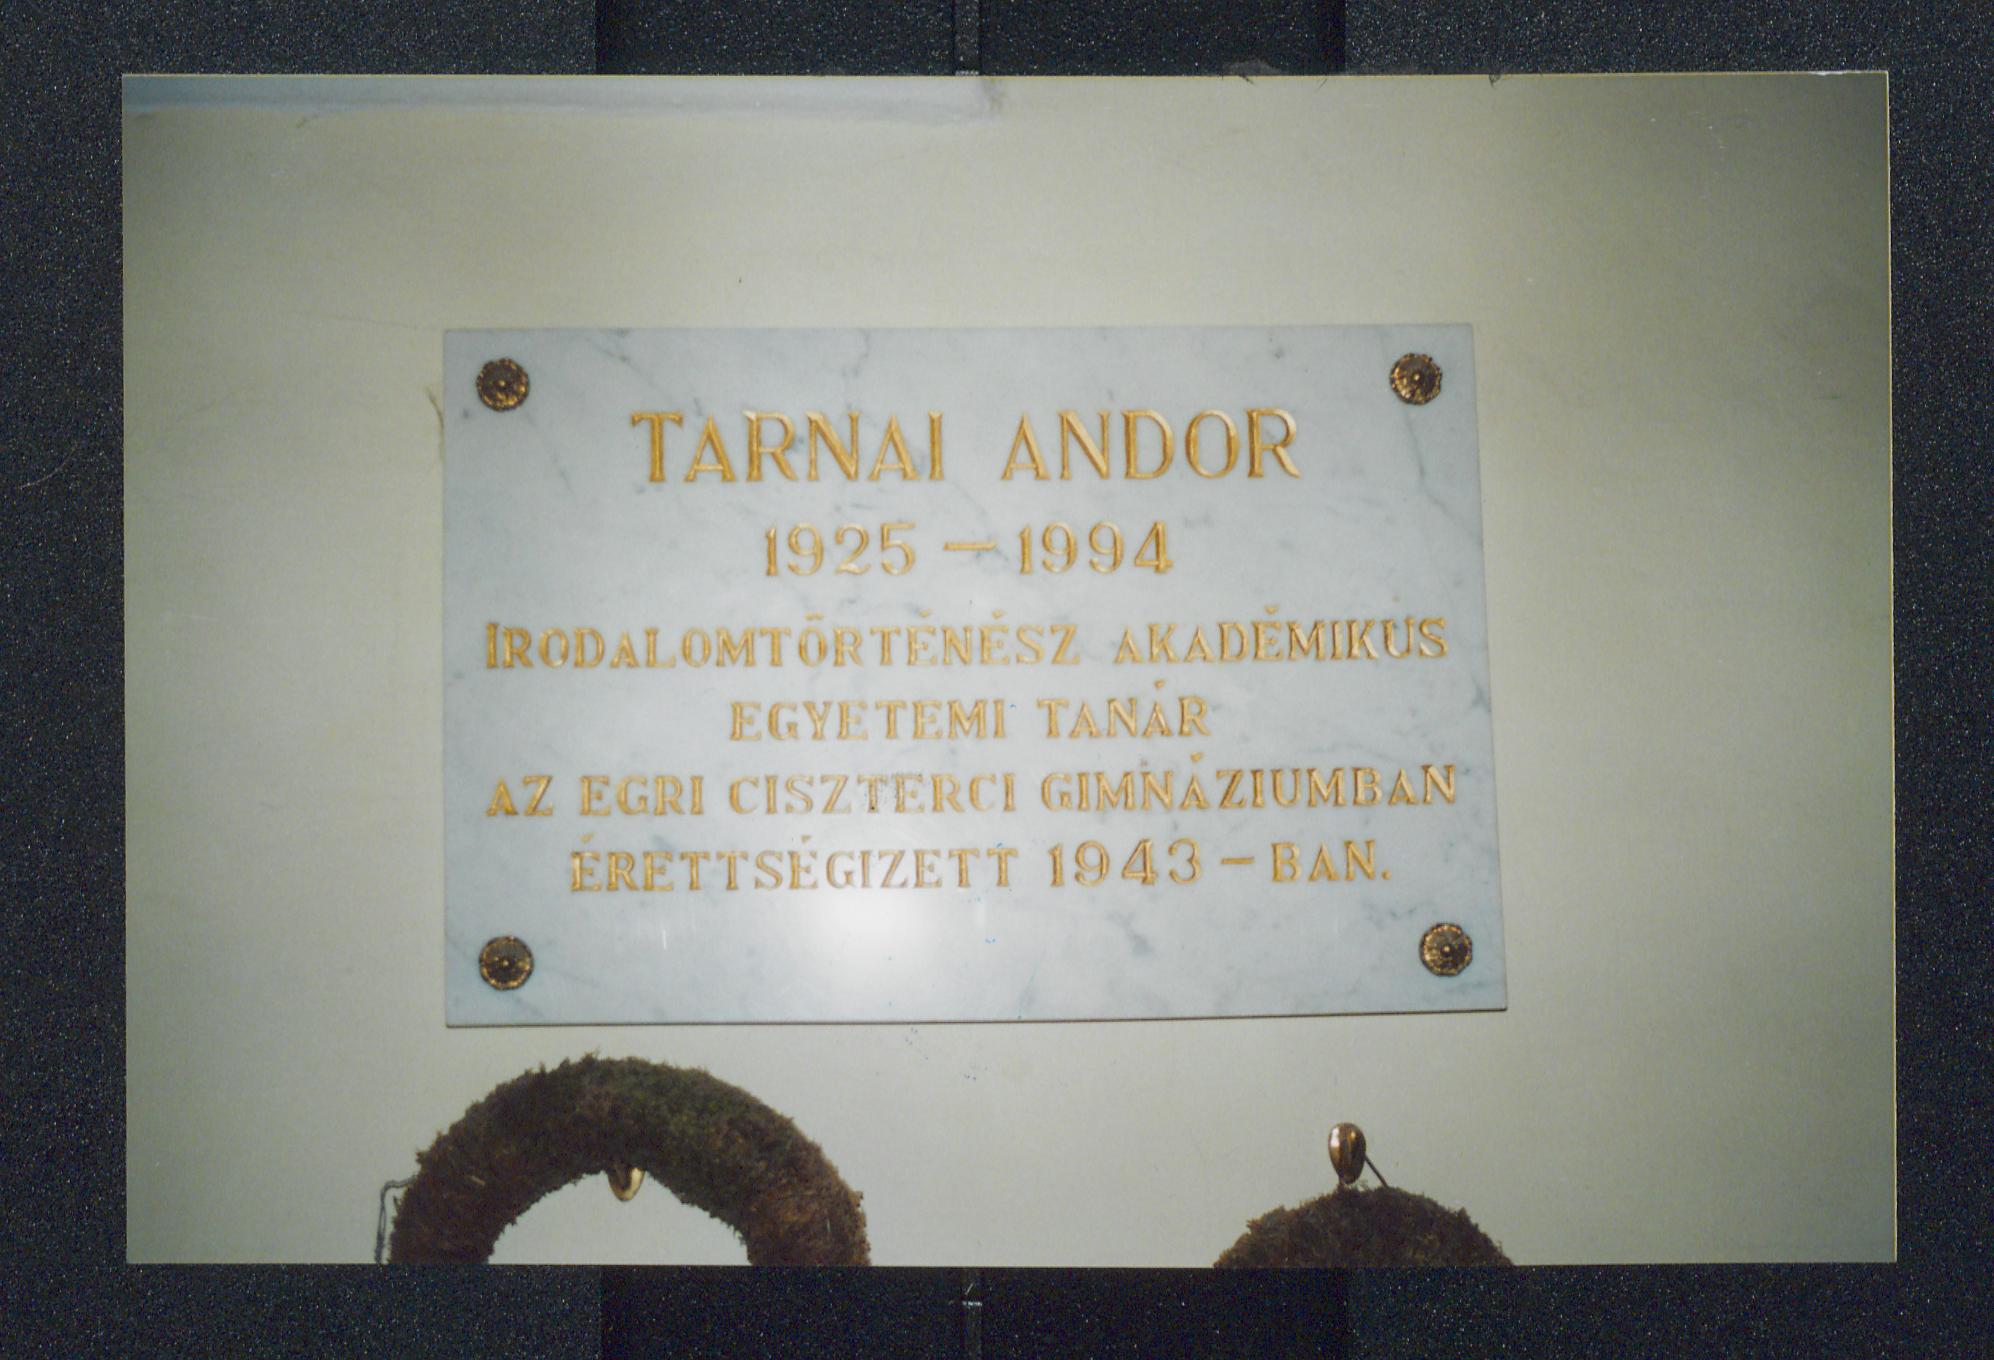 TARNAI ANDOR
1925 – 1994
IRODALOMTÖRTÉNÉSZ AKADÉMIKUS
EGYETEMI TANÁR
AZ EGRI CISZTERCI GIMNÁZIUMBAN
ÉRETTSÉGIZETT 1943 – BAN.